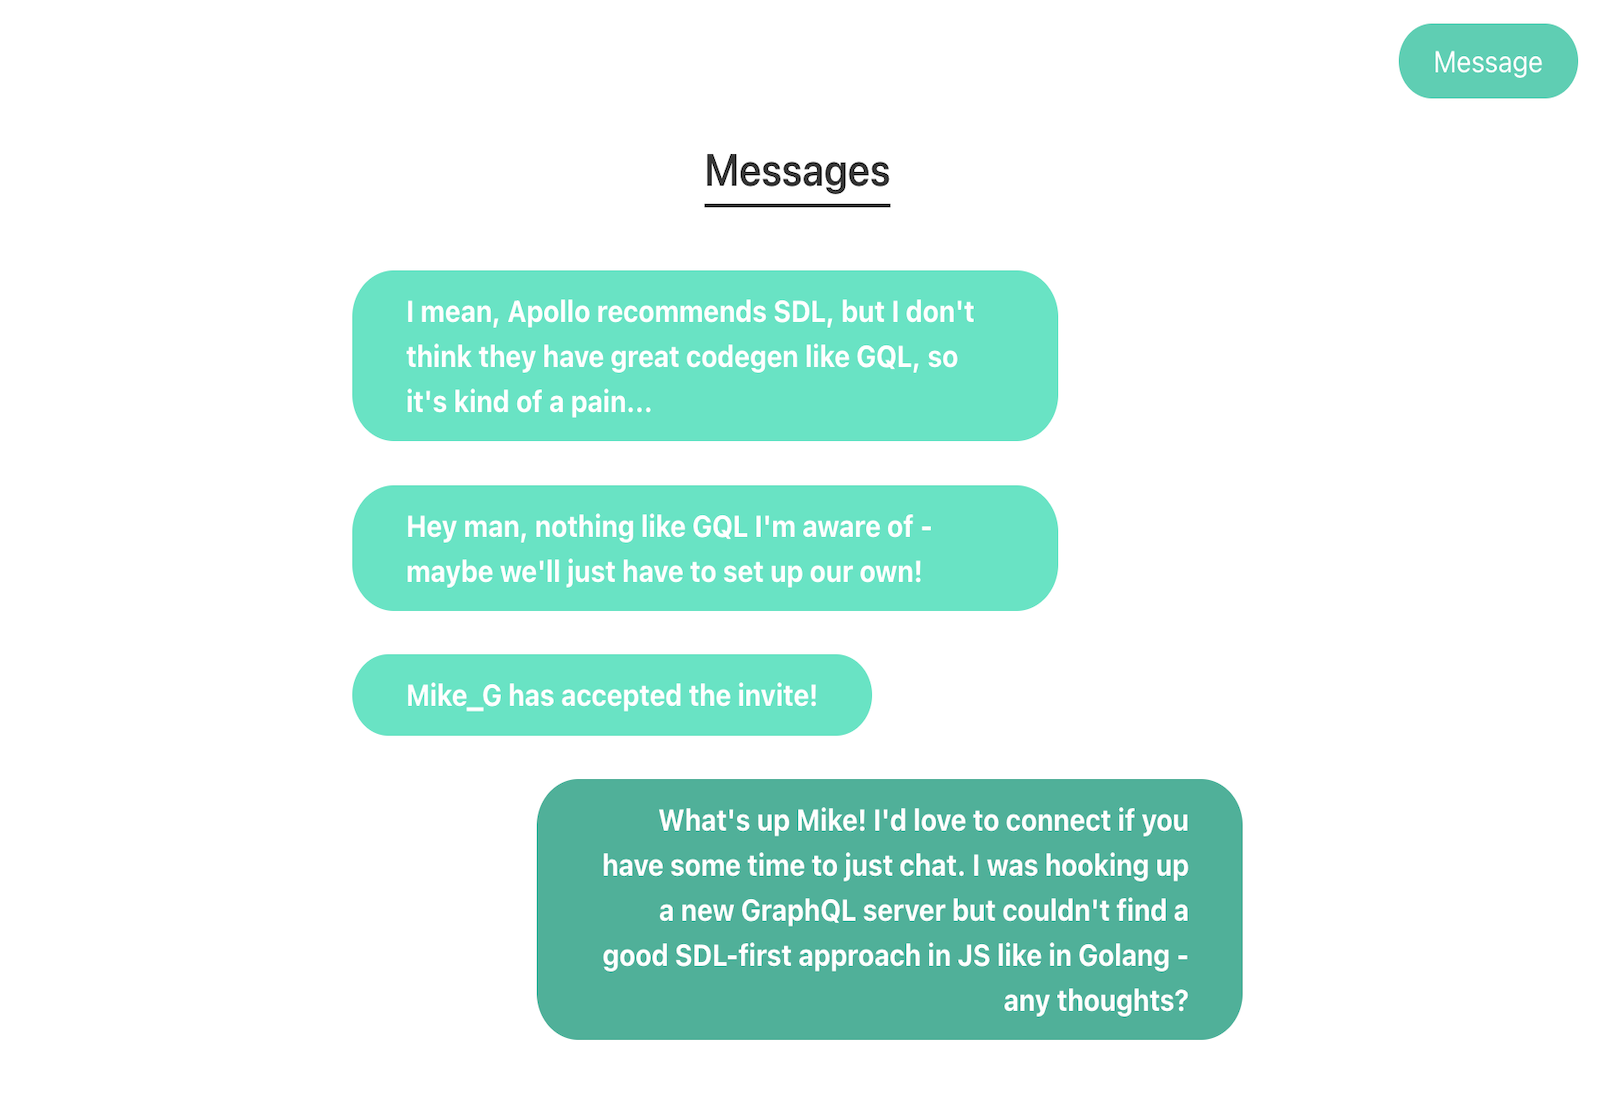 Message
Messages
I mean, Apollo recommends SDL, but I don't
think they have great codegen like GQL, so
it's kind of a pain...
Hey man, nothing like GQL I'm aware of -
maybe we'll just have to set up our own!
Mike_G has accepted the invite!
What's up Mike! I'd love to connect if you
have some time to just chat. I was hooking up
a new GraphQL server but couldn't find a
good SDL-first approach in JS like in Golang -
any thoughts?